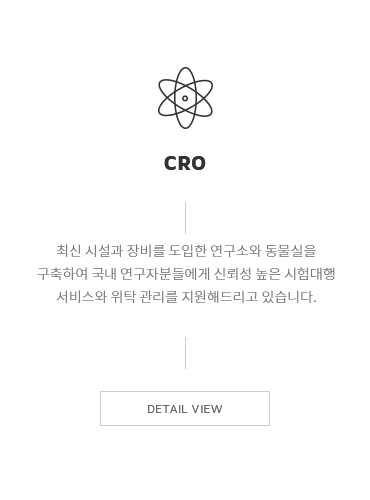 CRO
최신 시설과 장비를 도입한 연구소와 동물실을
구축하여 국내 연구자분들에게 신뢰성 높은 시험대행
서비스와 위탁 관리를 지원해드리고 있습니다.
DETAIL VIEW